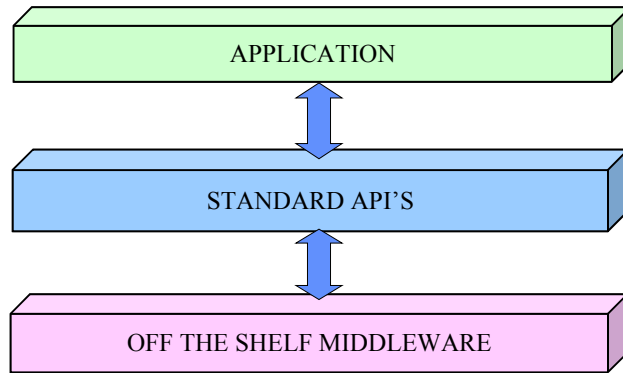 APPLICATION
STANDARD API’S
OFF THE SHELF MIDDLEWARE